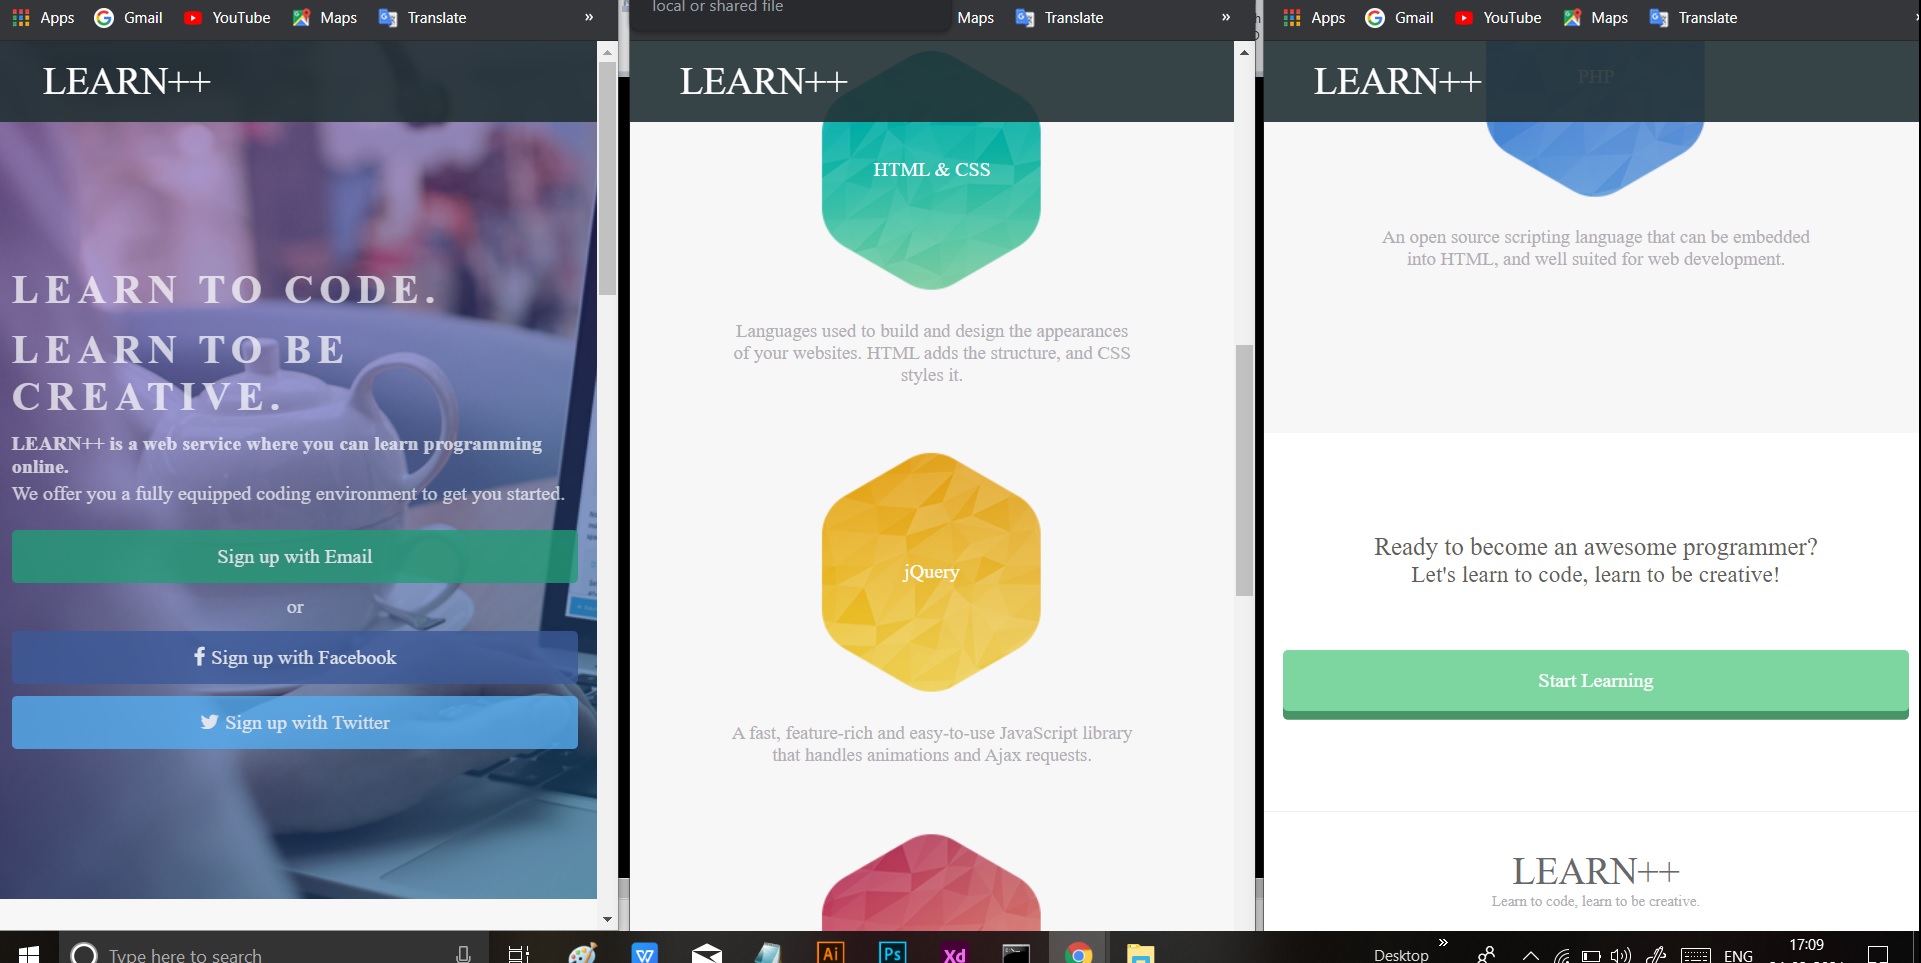 Apps Gmail YouTube Maps Translate »
LEARN++
LEARN TO CODE.
LEARN TO BE
CREATIVE.
LEARN++ is a web service where you can learn programming
online.
We offer you a fully equipped coding environment to get you started.
Sign up with Email
or
Sign up with Facebook
Sign up with Twitter
local or shared file
Maps Translate »
LEARN++
HTML & CSS
Languages used to build and design the appearances
of your websites. HTML adds the structure, and CSS
styles it.
jQuery
A fast, feature-rich and easy-to-use JavaScript library
that handles animations and Ajax requests.
Apps Gmail YouTube Maps Translate
LEARN++
PHP
An open source scripting language that can be embedded
into HTML, and well suited for web development.
Ready to become an awesome programmer?
Let's learn to code, learn to be creative!
Start Learning
LEARN++
Learn to code, learn to be creative.
Type here to search
W
Ai
Ps
Xd
Desktop »
ENG
17:09